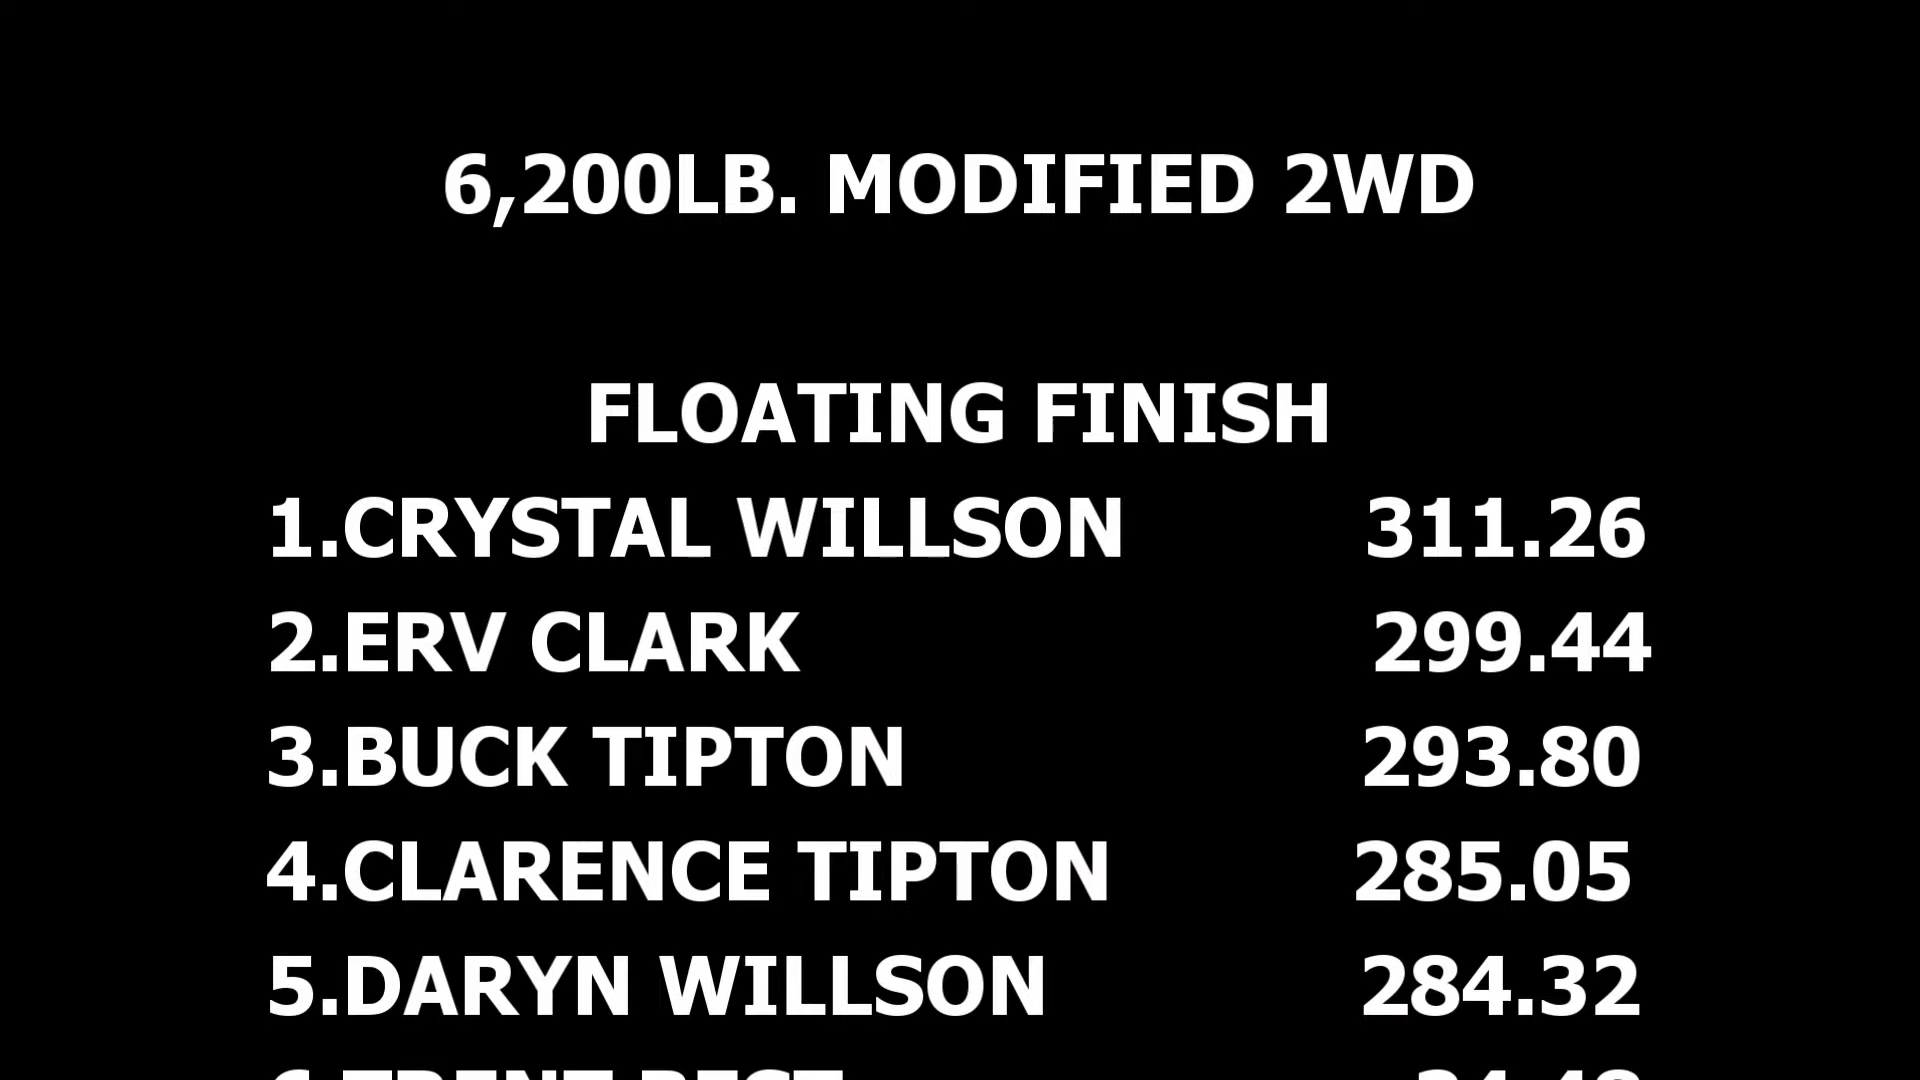 6,200LB. MODIFIED 2WD
FLOATING FINISH
1.CRYSTAL WILLSON 311.26
2.ERV CLARK 299.44
3.BUCK TIPTON 293.80
4.CLARENCE TIPTON 285.05
5.DARYN WILLSON 284.32